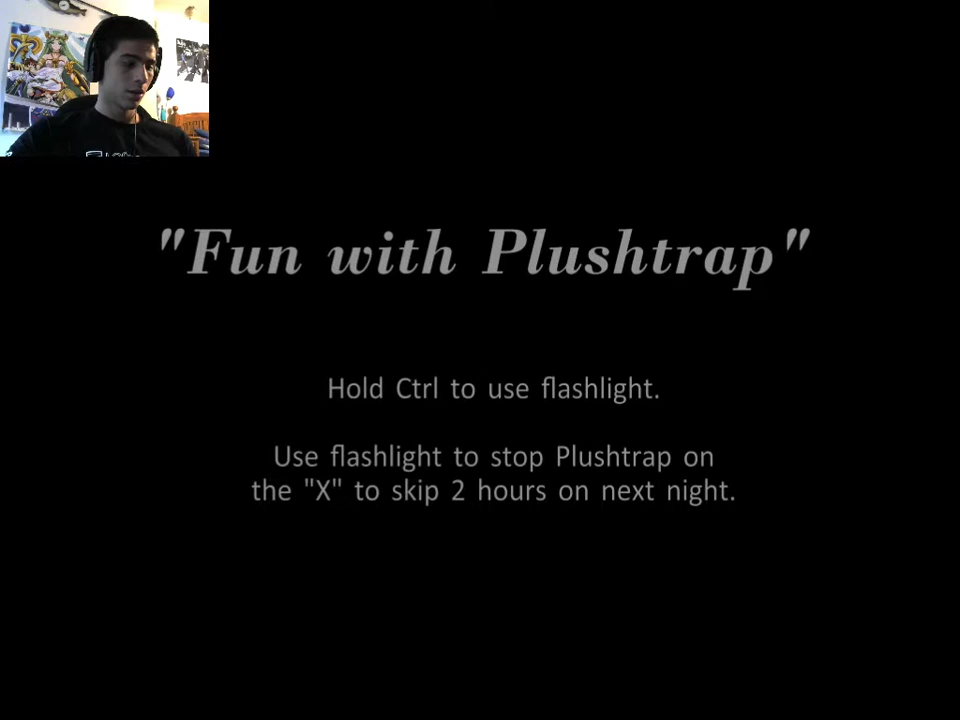 "Fun with Plushtrap"
Hold Ctrl to use flashlight.
Use flashlight to stop Plushtrap on
the "X" to skip 2 hours on next night.